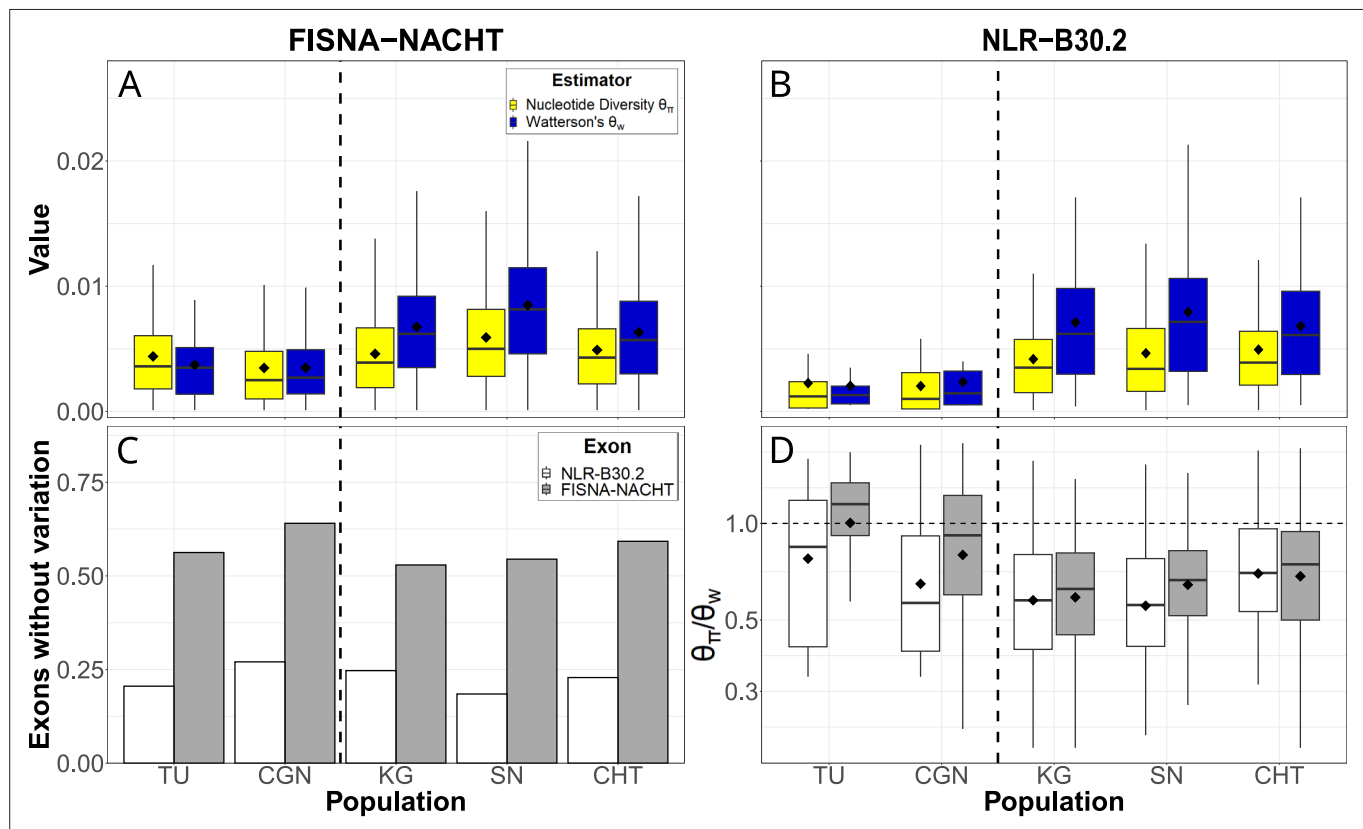 FISNA−NACHT
NLR−B30.2
A
Estimator
Nucleotide Diversity θπ
Watterson's θw
B
Value
0.02
0.01
0.00
C
Exon
NLR-B30.2
FISNA-NACHT
D
Exons without variation
0.75
0.50
0.25
0.00
θπ/θw
1.0
0.5
0.3
TU CGN KG SN CHT
TU CGN KG SN CHT
Population
Population